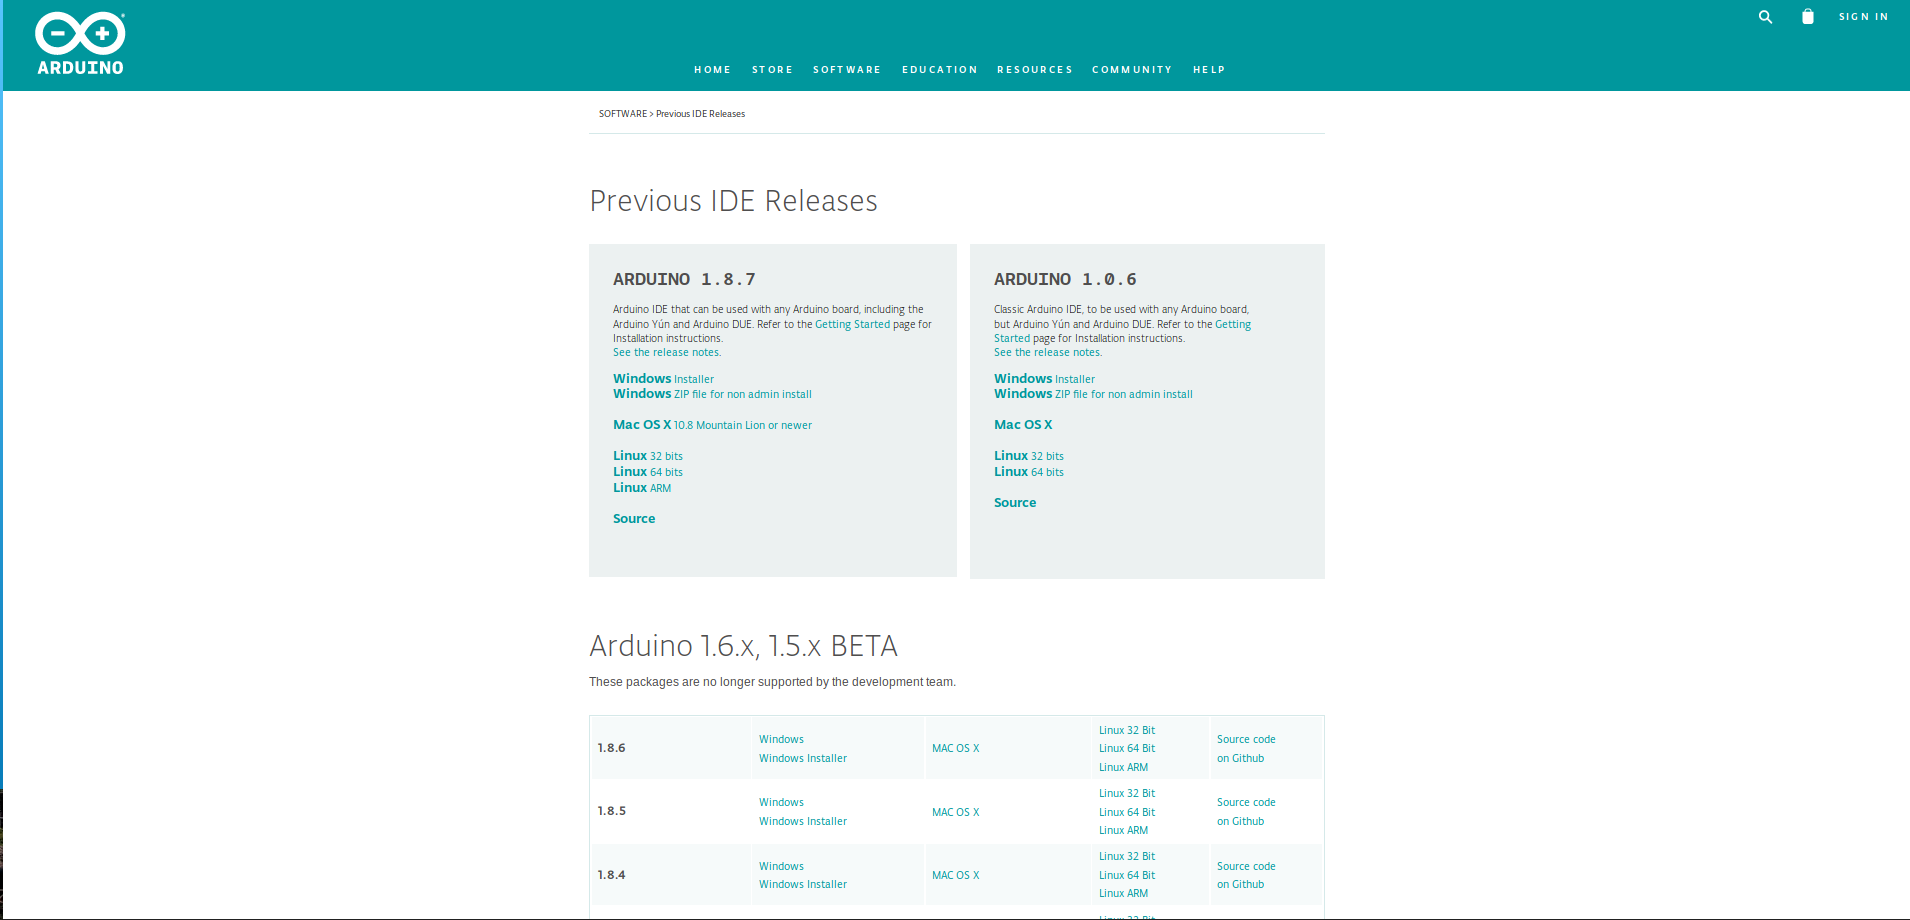 ARDUINO
SIGN IN
HOME STORE SOFTWARE EDUCATION RESOURCES COMMUNITY HELP
SOFTWARE > Previous IDE Releases
Previous IDE Releases
ARDUINO 1.8.7
Arduino IDE that can be used with any Arduino board, including the
Arduino Yún and Arduino DUE. Refer to the Getting Started page for
Installation instructions.
See the release notes.
Windows Installer
Windows ZIP file for non admin install
Mac OS X 10.8 Mountain Lion or newer
Linux 32 bits
Linux 64 bits
Linux ARM
Source
ARDUINO 1.0.6
Classic Arduino IDE, to be used with any Arduino board,
but Arduino Yún and Arduino DUE. Refer to the Getting
Started page for Installation instructions.
See the release notes.
Windows Installer
Windows ZIP file for non admin install
Mac OS X
Linux 32 bits
Linux 64 bits
Source
Arduino 1.6.x, 1.5.x BETA
These packages are no longer supported by the development team.
1.8.6
Windows
Windows Installer
MAC OS X
Linux 32 Bit
Linux 64 Bit
Linux ARM
Source code
on Github
1.8.5
Windows
Windows Installer
MAC OS X
Linux 32 Bit
Linux 64 Bit
Linux ARM
Source code
on Github
1.8.4
Windows
Windows Installer
MAC OS X
Linux 32 Bit
Linux 64 Bit
Linux ARM
Source code
on Github